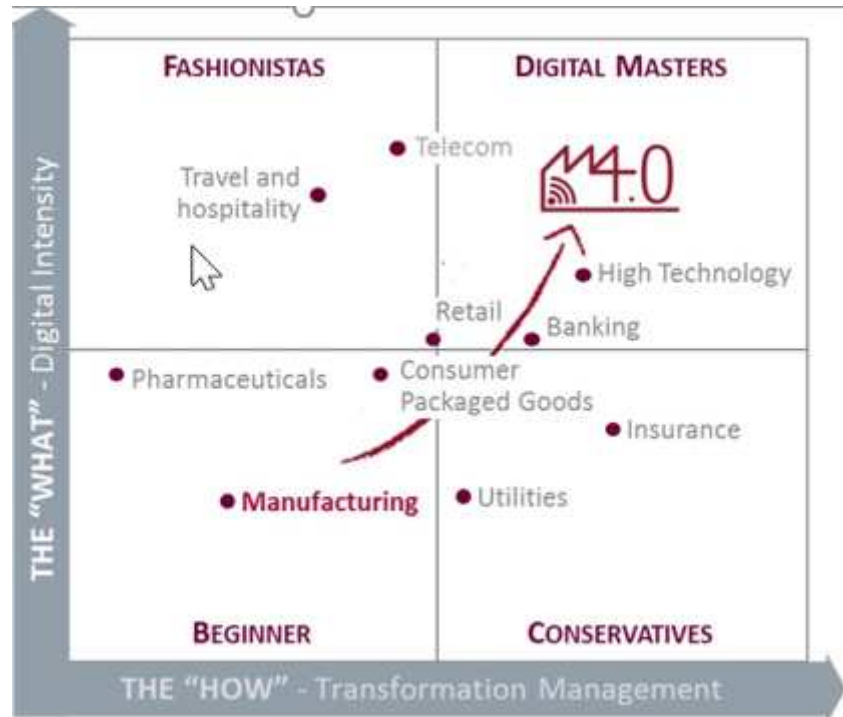 FASHIONISTAS
DIGITAL MASTERS
Telecom
Travel and
hospitality
4.0
High Technology
Retail
Banking
Pharmaceuticals
Consumer
Packaged Goods
Insurance
Manufacturing
Utilities
BEGINNER
CONSERVATIVES
THE “WHAT” - Digital Intensity
THE “HOW” - Transformation Management